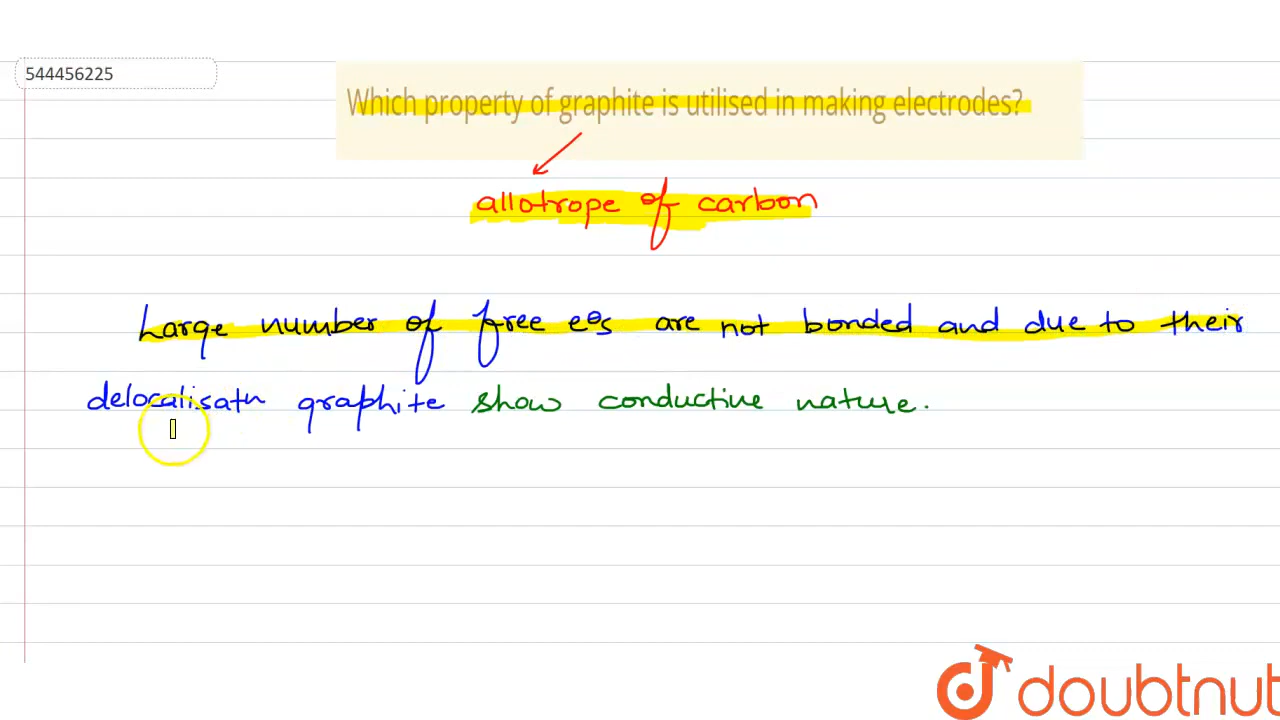 544456225
Which property of graphite is utilised in making electrodes?
allotrope of carbon
Large number of free e⊖s are not bonded and due to their
delocalisatn graphite show conductive nature.
doubtnut